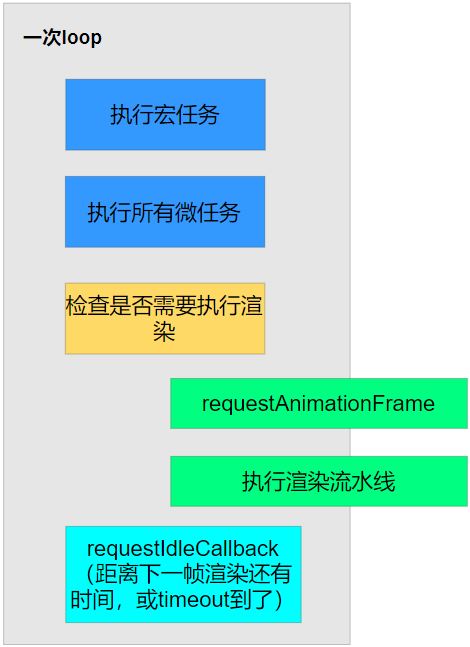 一次loop
执行宏任务
执行所有微任务
检查是否需要执行渲
染
requestAnimationFrame
执行渲染流水线
requestIdleCallback
（距离下一帧渲染还有
时间，或timeout到了）